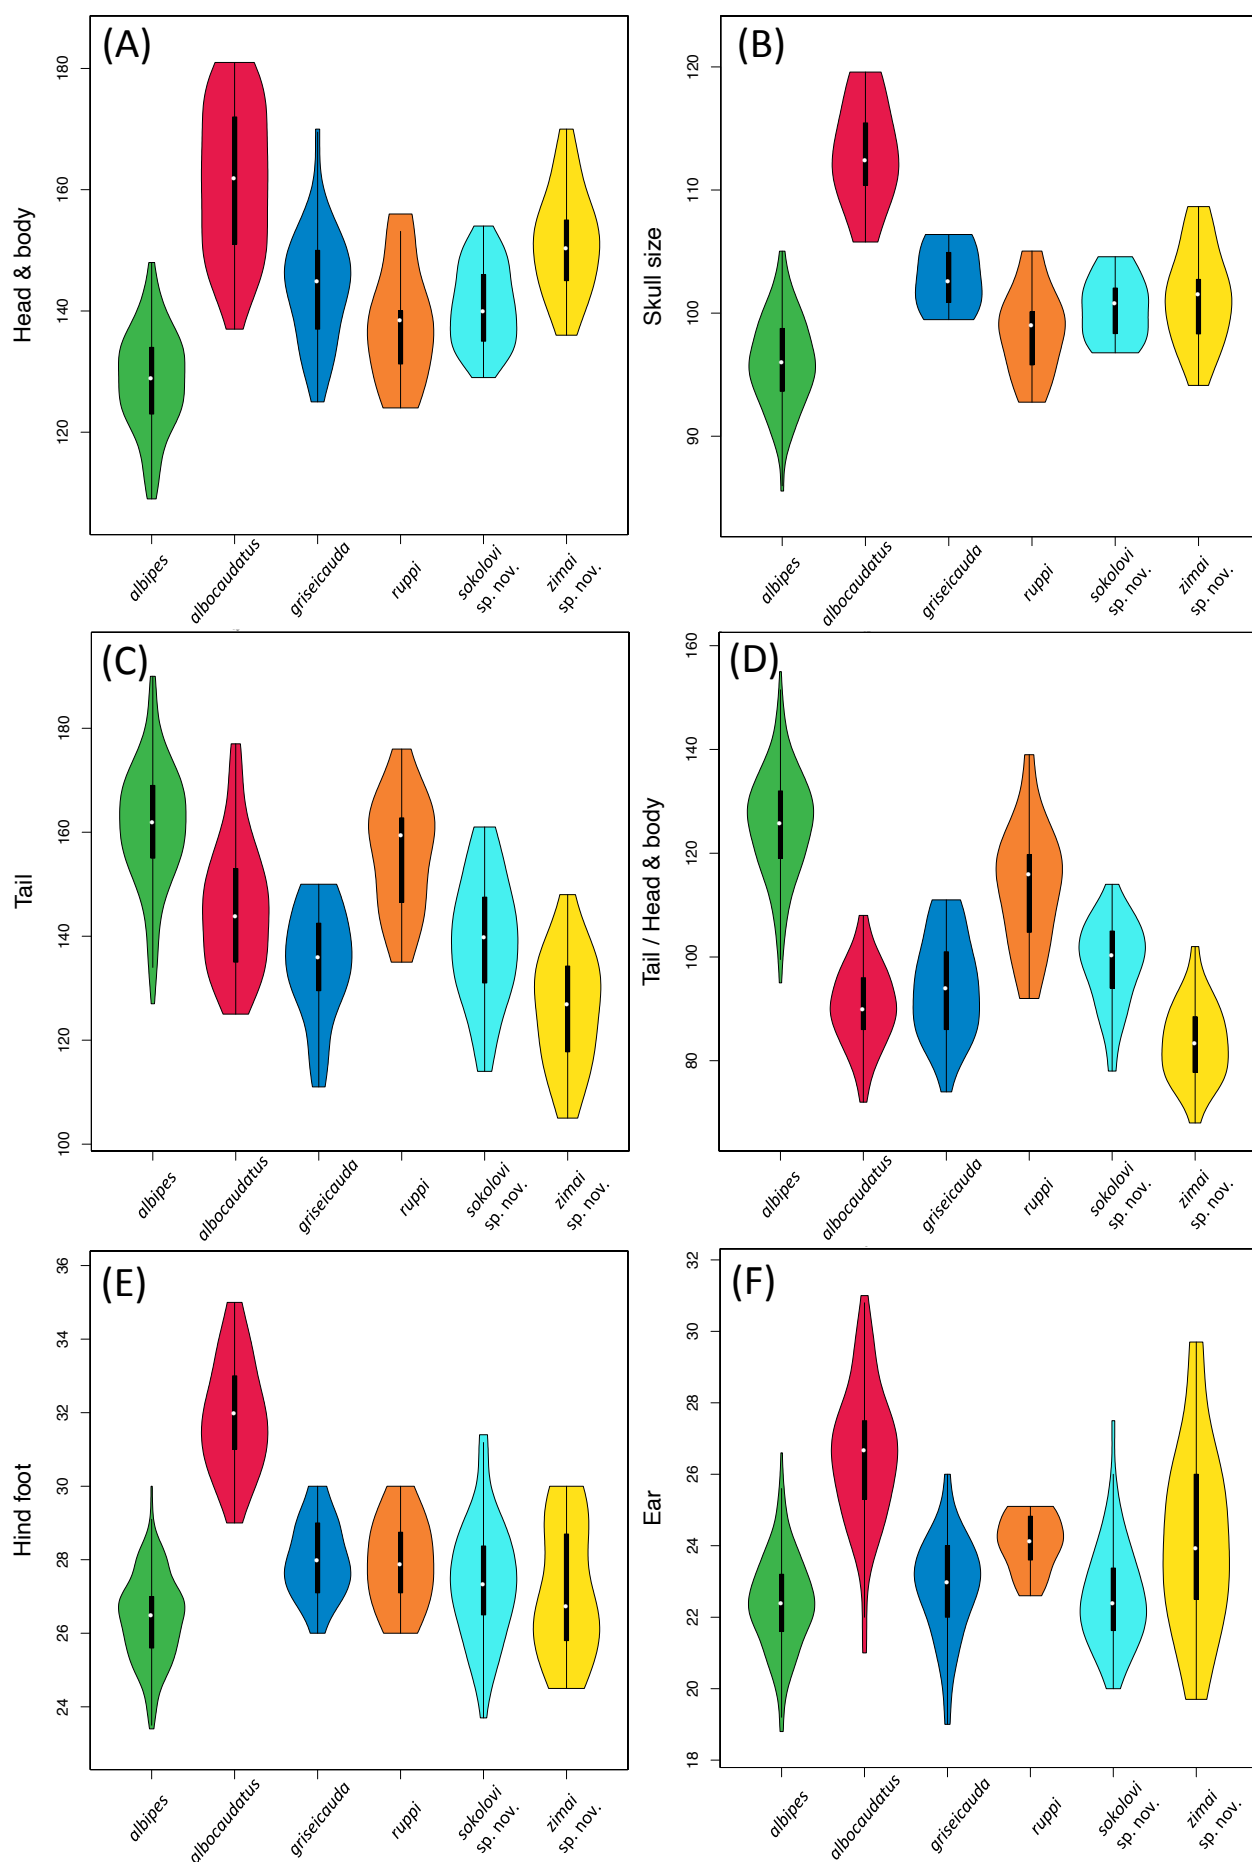 (A)
Head & body
180
160
140
120
albipes
albocaudatus
griseicauda
ruppi
sokolovi
sp. nov.
zimai
sp. nov.
(B)
Skull size
120
110
100
90
albipes
albocaudatus
griseicauda
ruppi
sokolovi
sp. nov.
zimai
sp. nov.
(C)
Tail
180
160
140
120
100
albipes
albocaudatus
griseicauda
ruppi
sokolovi
sp. nov.
zimai
sp. nov.
(D)
Tail / Head & body
160
140
120
100
80
albipes
albocaudatus
griseicauda
ruppi
sokolovi
sp. nov.
zimai
sp. nov.
(E)
Hind foot
36
34
32
30
28
26
24
albipes
albocaudatus
griseicauda
ruppi
sokolovi
sp. nov.
zimai
sp. nov.
(F)
Ear
32
30
28
26
24
22
20
18
albipes
albocaudatus
griseicauda
ruppi
sokolovi
sp. nov.
zimai
sp. nov.